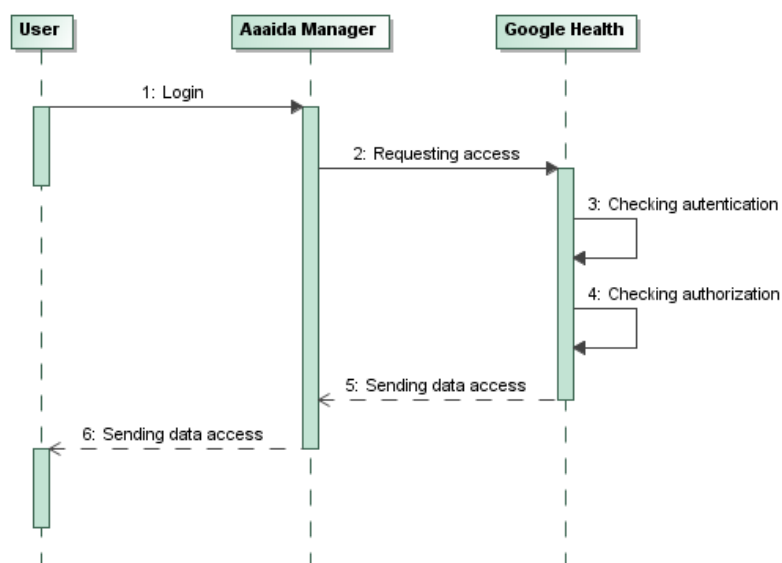 User
Aaaida Manager
Google Health
1: Login
2: Requesting access
3: Checking autentication
4: Checking authorization
5: Sending data access
6: Sending data access